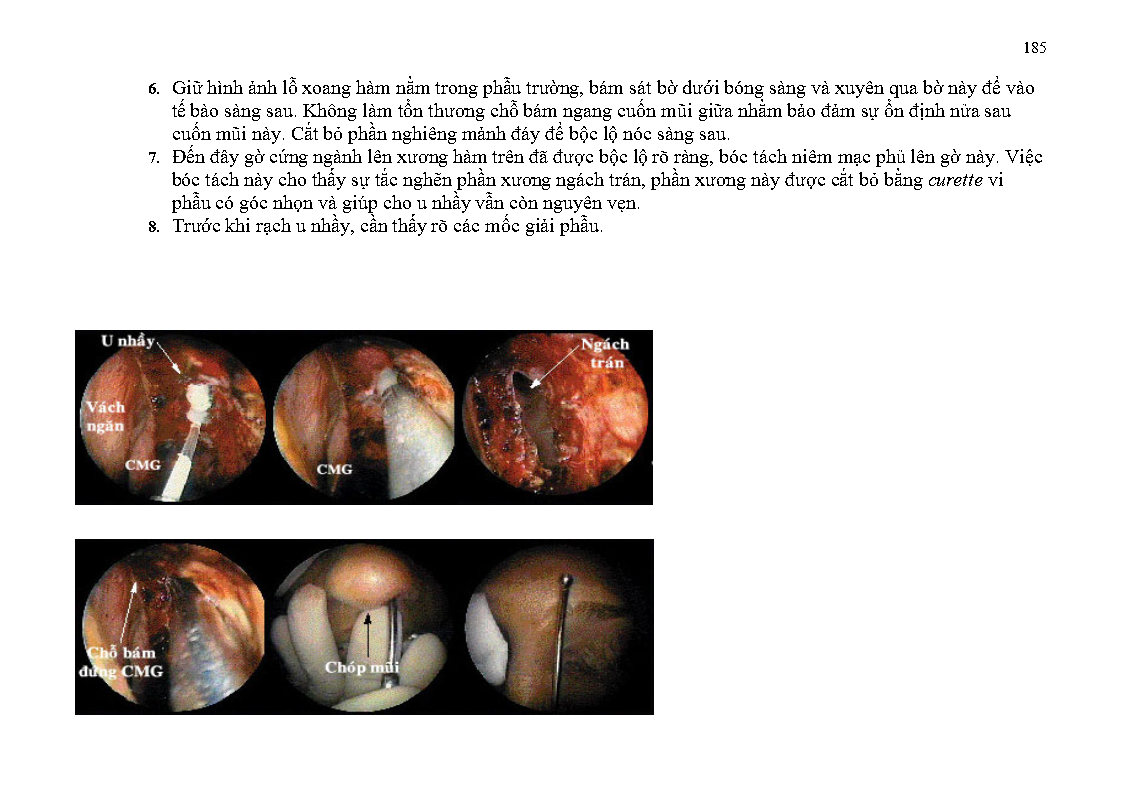 185
6. Giữ hình ảnh lỗ xoang hàm nằm trong phẫu trường, bám sát bờ dưới bóng sàng và xuyên qua bờ này để vào
tế bào sàng sau. Không làm tổn thương chỗ bám ngang cuốn mũi giữa nhằm bảo đảm sự ổn định nửa sau
cuốn mũi này. Cắt bỏ phần nghiêng mảnh đáy để bộc lộ nóc sàng sau.
7. Đến đây gờ cứng ngành lên xương hàm trên đã được bộc lộ rõ ràng, bóc tách niêm mạc phủ lên gờ này. Việc
bóc tách này cho thấy sự tắc nghẽn phần xương ngách trán, phần xương này được cắt bỏ bằng curette vi
phẫu có góc nhọn và giúp cho u nhầy vẫn còn nguyên vẹn.
8. Trước khi rạch u nhầy, cần thấy rõ các mốc giải phẫu.
U nhầy
Vách
ngăn
CMG
CMG
Ngách
trán
Chỗ bám
đứng CMG
Chóp mũi